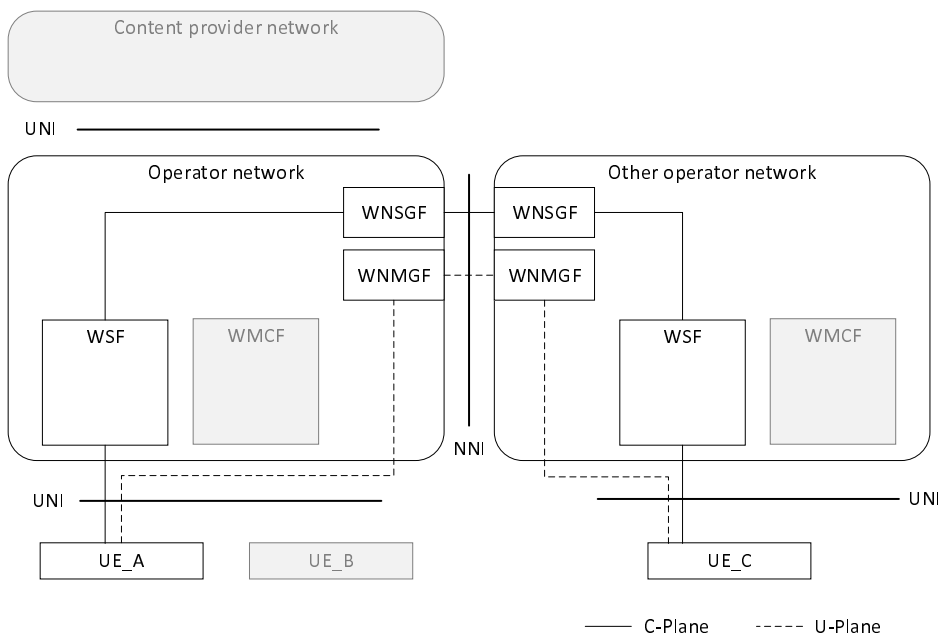 Content provider network
UNI
Operator network
Other operator network
WNSGF
WNSGF
WNMGF
WNMGF
WSF
WMCF
WSF
WMCF
NNI
UNI
UNI
UE_A
UE_B
UE_C
C-Plane
U-Plane